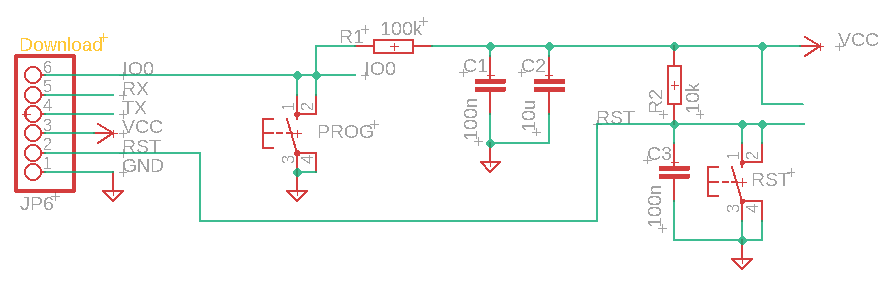 Download
6 IO0
5 RX
4 TX
3 VCC
2 RST
1 GND
JP6
IO0
1 2
PROG
3 4
R1 100k
C1
100n
C2
10u
R2
10k
VCC
RST
C3
100n
1 2
RST
3 4